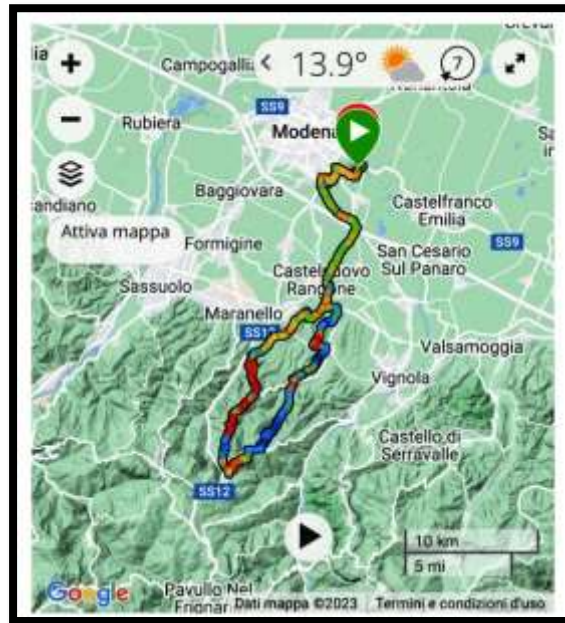 +
Campogalli
13.9°
7
SS9
Rubiera
Modena
−
Baggiovara
andiano
Castelfranco
Emilia
Attiva mappa
Formigine
SS9
San Cesario
Sul Panaro
Sassuolo
Castelnuovo
Rangone
Maranello
SS12
Valsamoggia
Vignola
Castello di
Serravalle
SS12
10 km
5 mi
Google
Pavullo Nel
Frignar
Dati mappa ©2023
Termini e condizioni d'uso